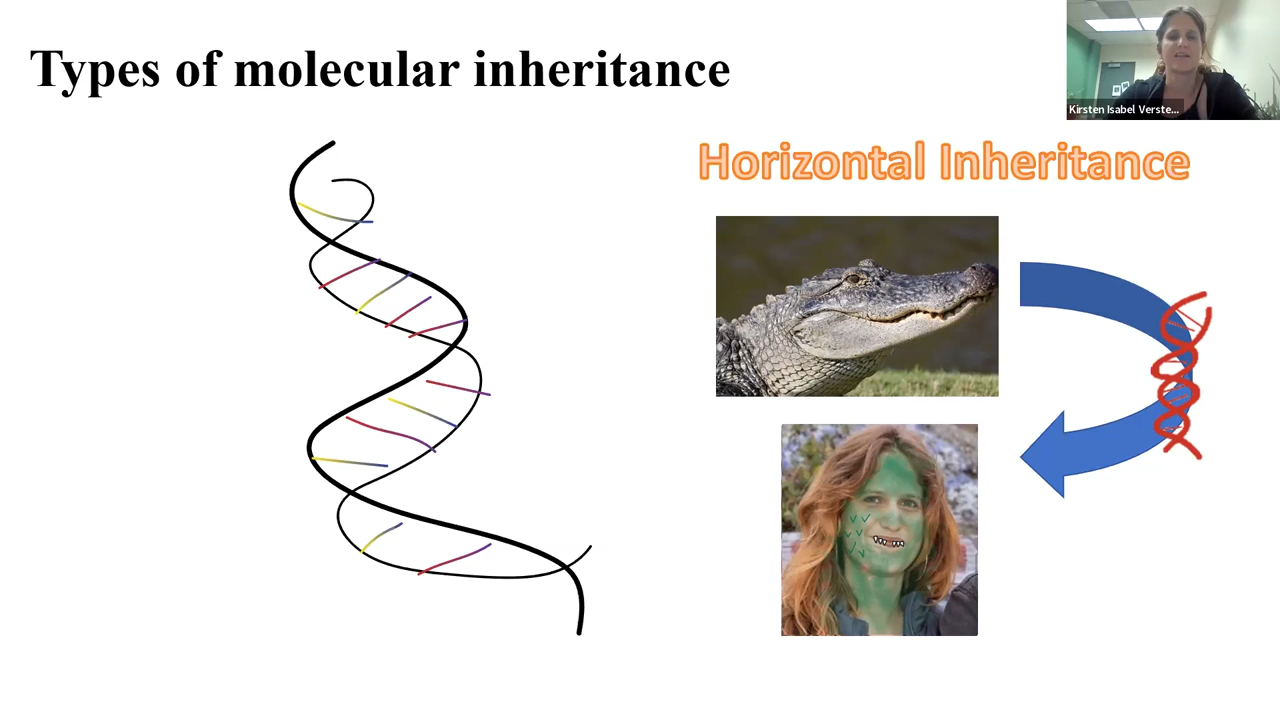 Types of molecular inheritance
Kirsten Isabel Verste...
Horizontal Inheritance